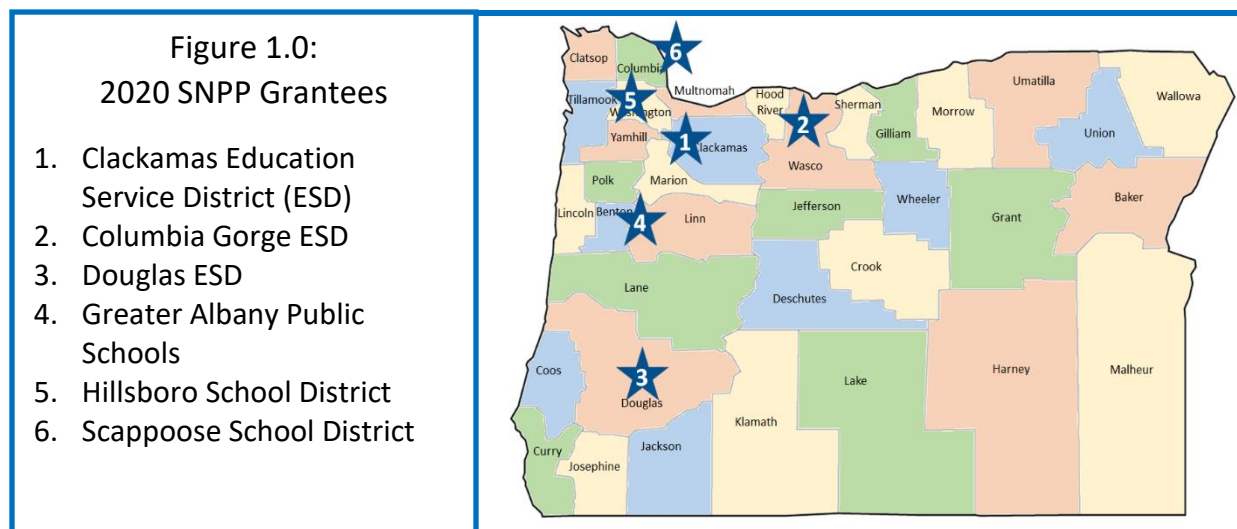 Figure 1.0:
2020 SNPP Grantees
1. Clackamas Education
Service District (ESD)
2. Columbia Gorge ESD
3. Douglas ESD
4. Greater Albany Public
Schools
5. Hillsboro School District
6. Scappoose School District
6
Clatsop
Columbia
Umatilla
Wallowa
Multnomah
Hood
River
Tillamook
5
Washington
Sherman
Morrow
2
Gilliam
Union
Yamhill
1
lackamas
Wasco
Polk
Marion
Wheeler
Baker
Lincoln
Benton
4
Linn
Jefferson
Grant
Crook
Lane
Deschutes
Coos
3
Douglas
Lake
Harney
Malheur
Klamath
Curry
Josephine
Jackson